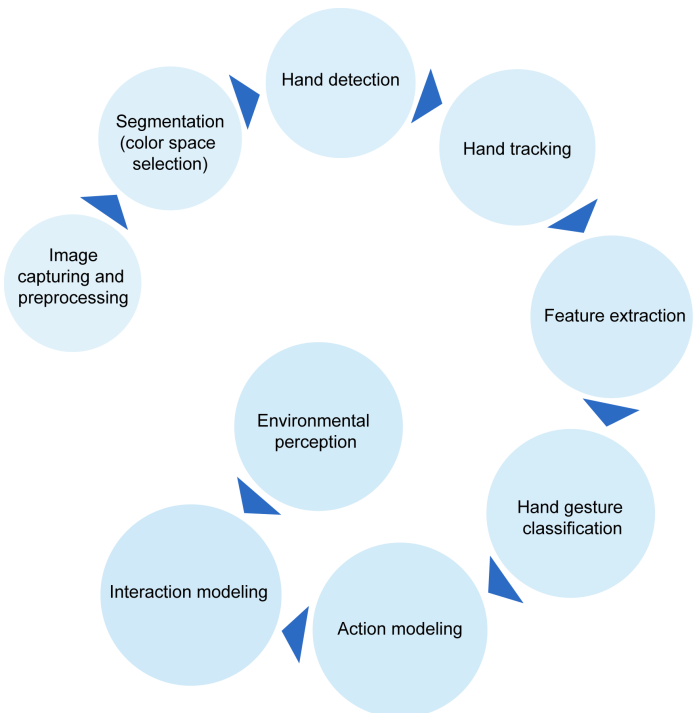 Image
capturing and
preprocessing
Segmentation
(color space
selection)
Hand detection
Hand tracking
Feature extraction
Hand gesture
classification
Action modeling
Interaction modeling
Environmental
perception